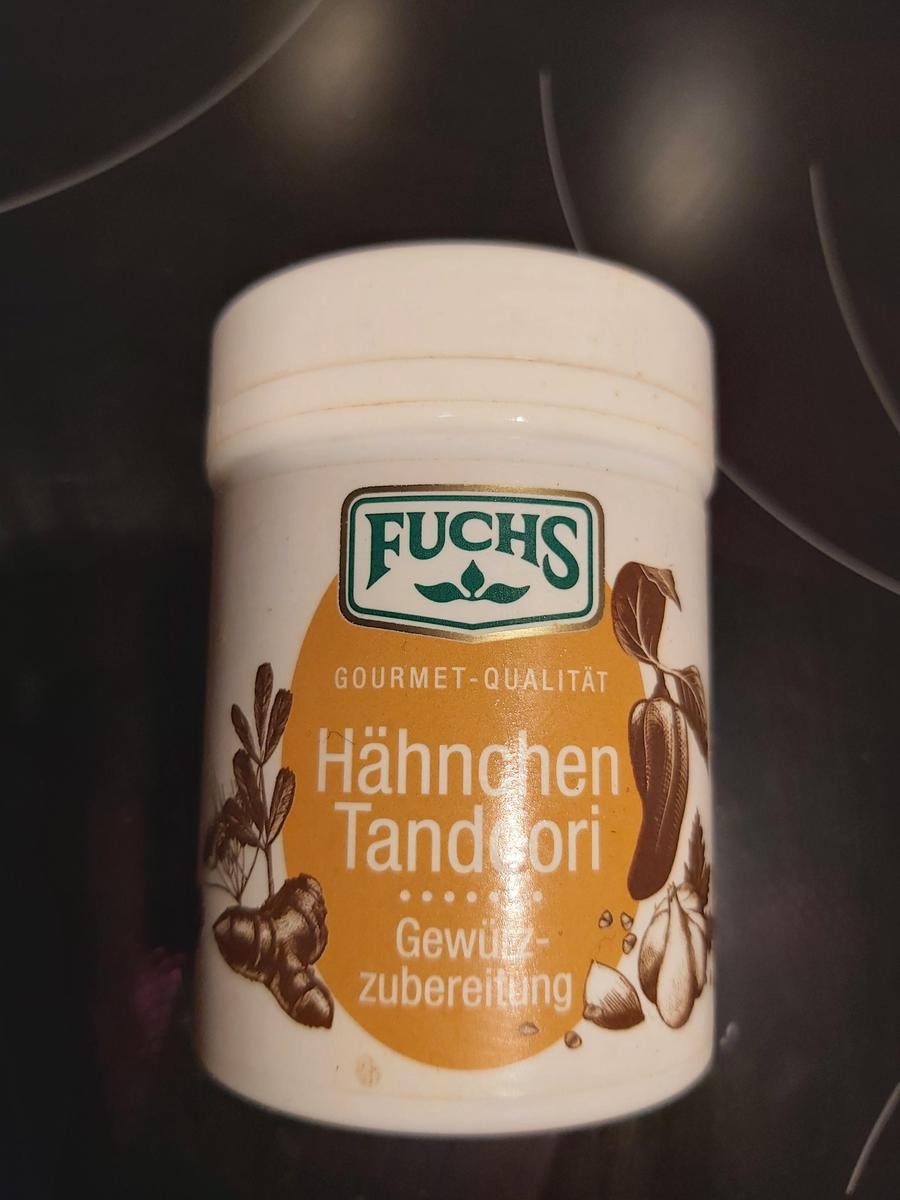 FUCHS
GOURMET-QUALITÄT
Hähnchen
Tandoori
Gewürz-
zubereitung